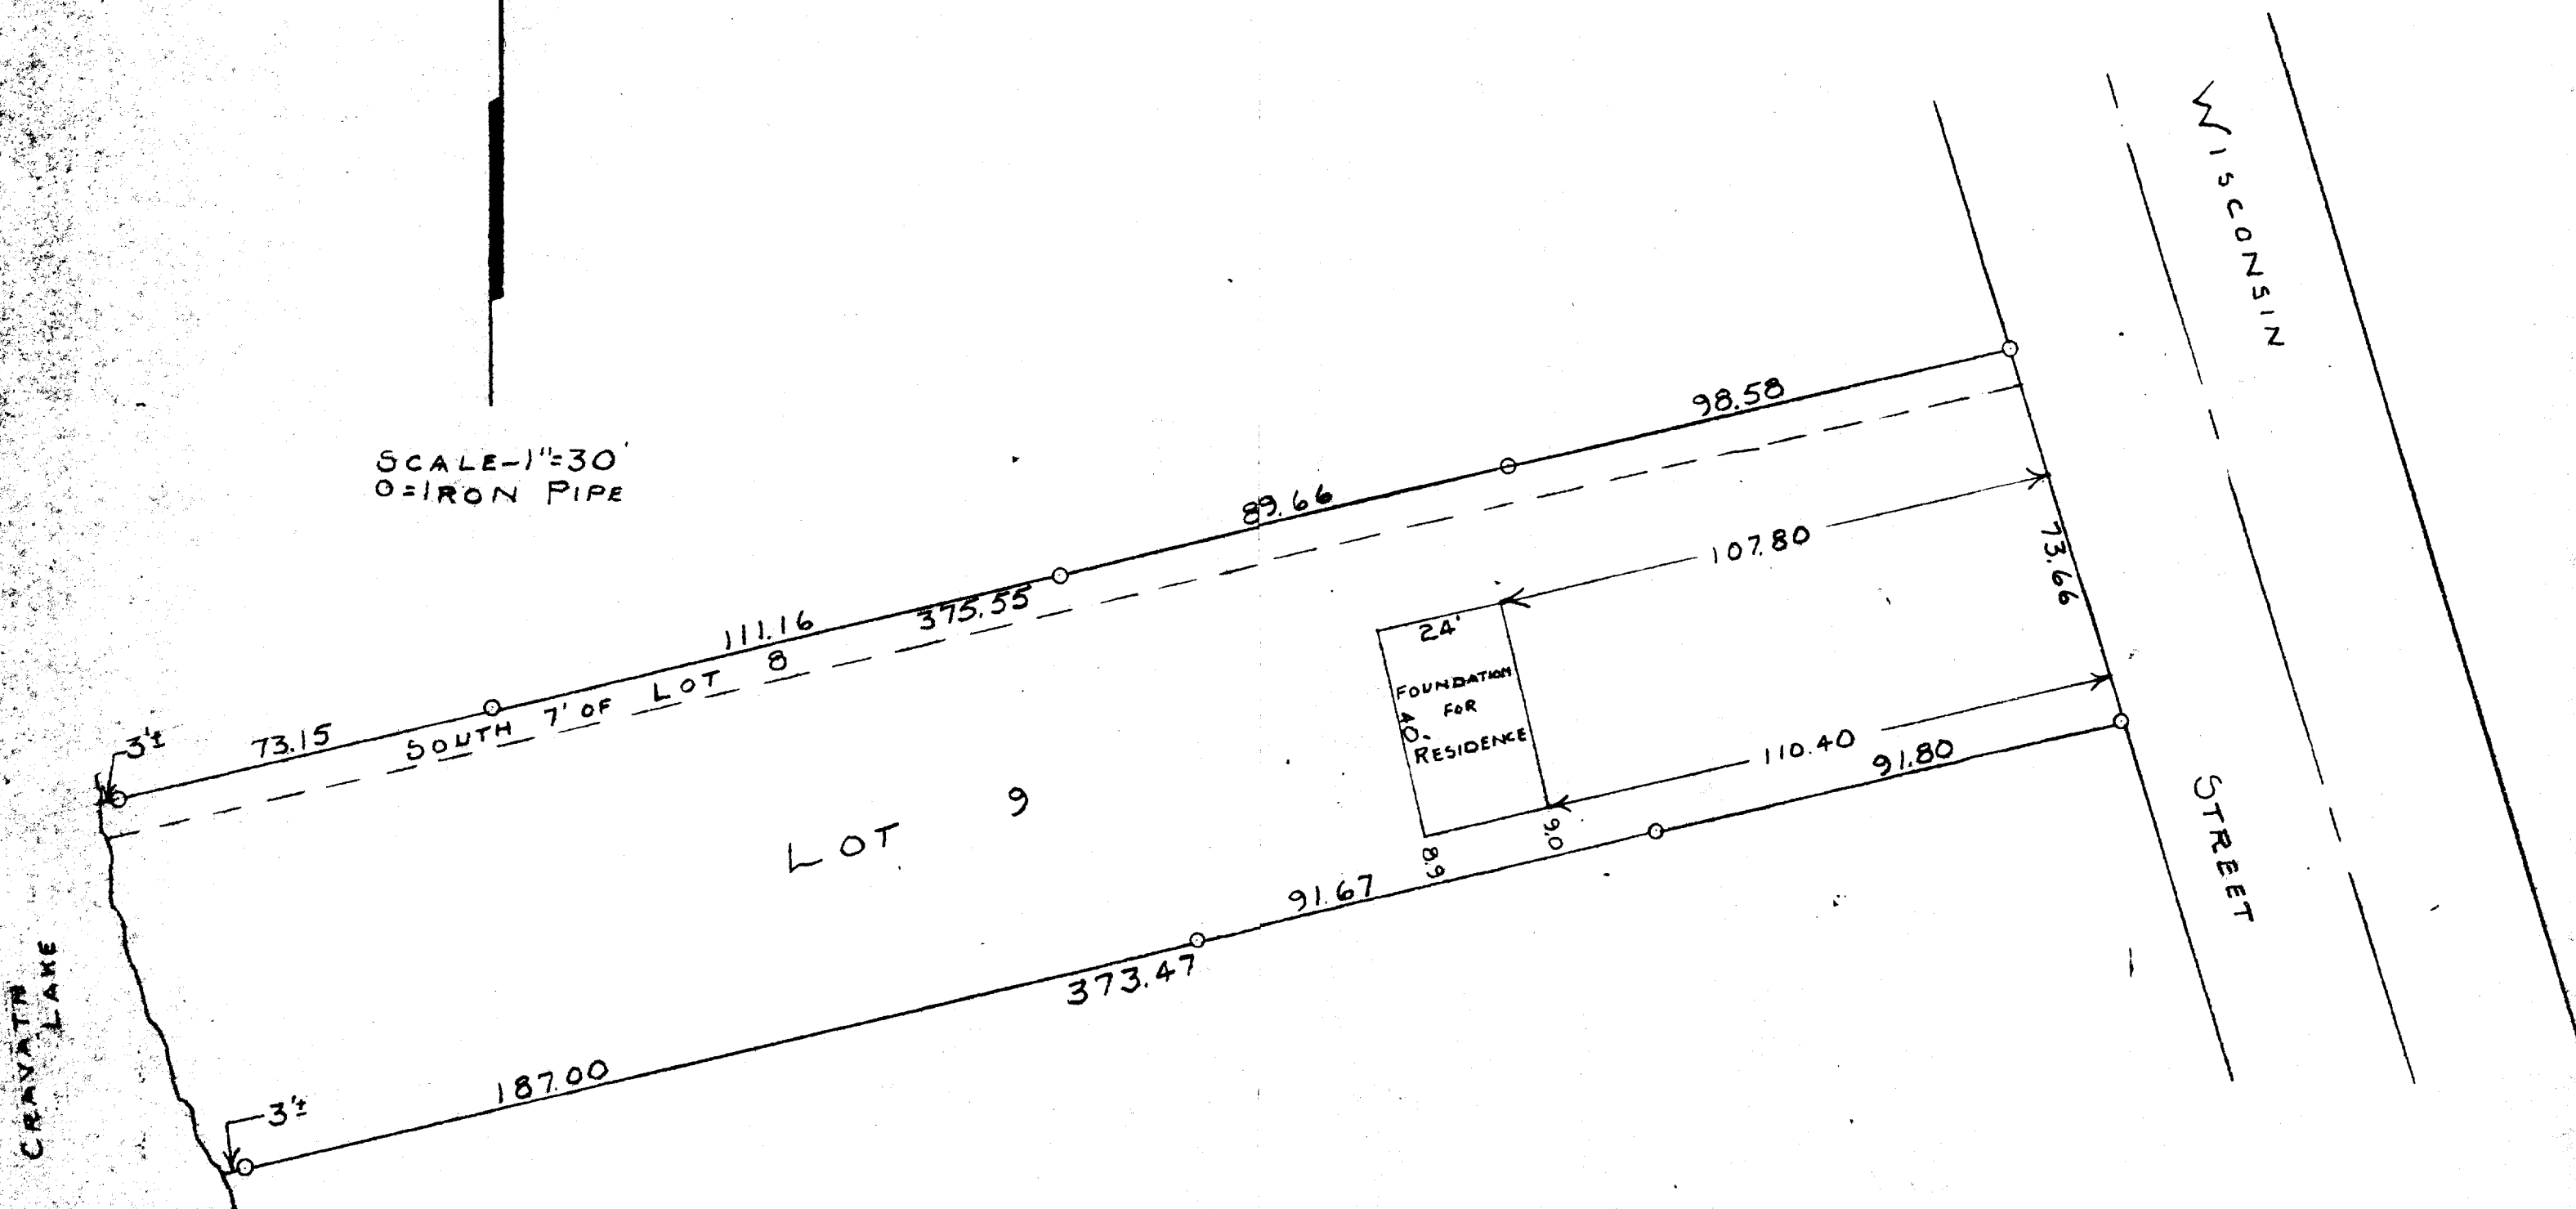 WISCONSIN
STREET
SCALE-1"=30'
O=IRON PIPE
98.58
89.66
107.80
73.66
375.55
111.16
24'
FOUNDATION
FOR
40'
RESIDENCE
SOUTH 7' OF LOT 8
73.15
3'±
110.40
91.80
LOT 9
9.0
8.9
91.67
373.47
187.00
3'±
CRAVATH
LAKE